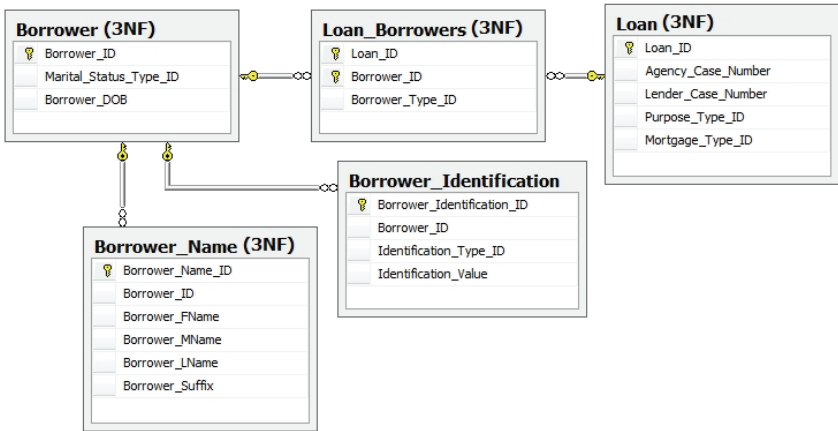 Borrower (3NF)
Borrower_ID
Marital_Status_Type_ID
Borrower_DOB
Loan_Borrowers (3NF)
Loan_ID
Borrower_ID
Borrower_Type_ID
Loan (3NF)
Loan_ID
Agency_Case_Number
Lender_Case_Number
Purpose_Type_ID
Mortgage_Type_ID
Borrower_Identification
Borrower_Identification_ID
Borrower_ID
Identification_Type_ID
Identification_Value
Borrower_Name (3NF)
Borrower_Name_ID
Borrower_ID
Borrower_FName
Borrower_MName
Borrower_LName
Borrower_Suffix